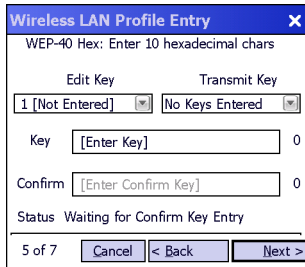 Wireless LAN Profile Entry X
WEP-40 Hex: Enter 10 hexadecimal chars
Edit Key Transmit Key
1 [Not Entered] No Keys Entered
Key [Enter Key] 0
Confirm [Enter Confirm Key] 0
Status Waiting for Confirm Key Entry
5 of 7 Cancel < Back Next >